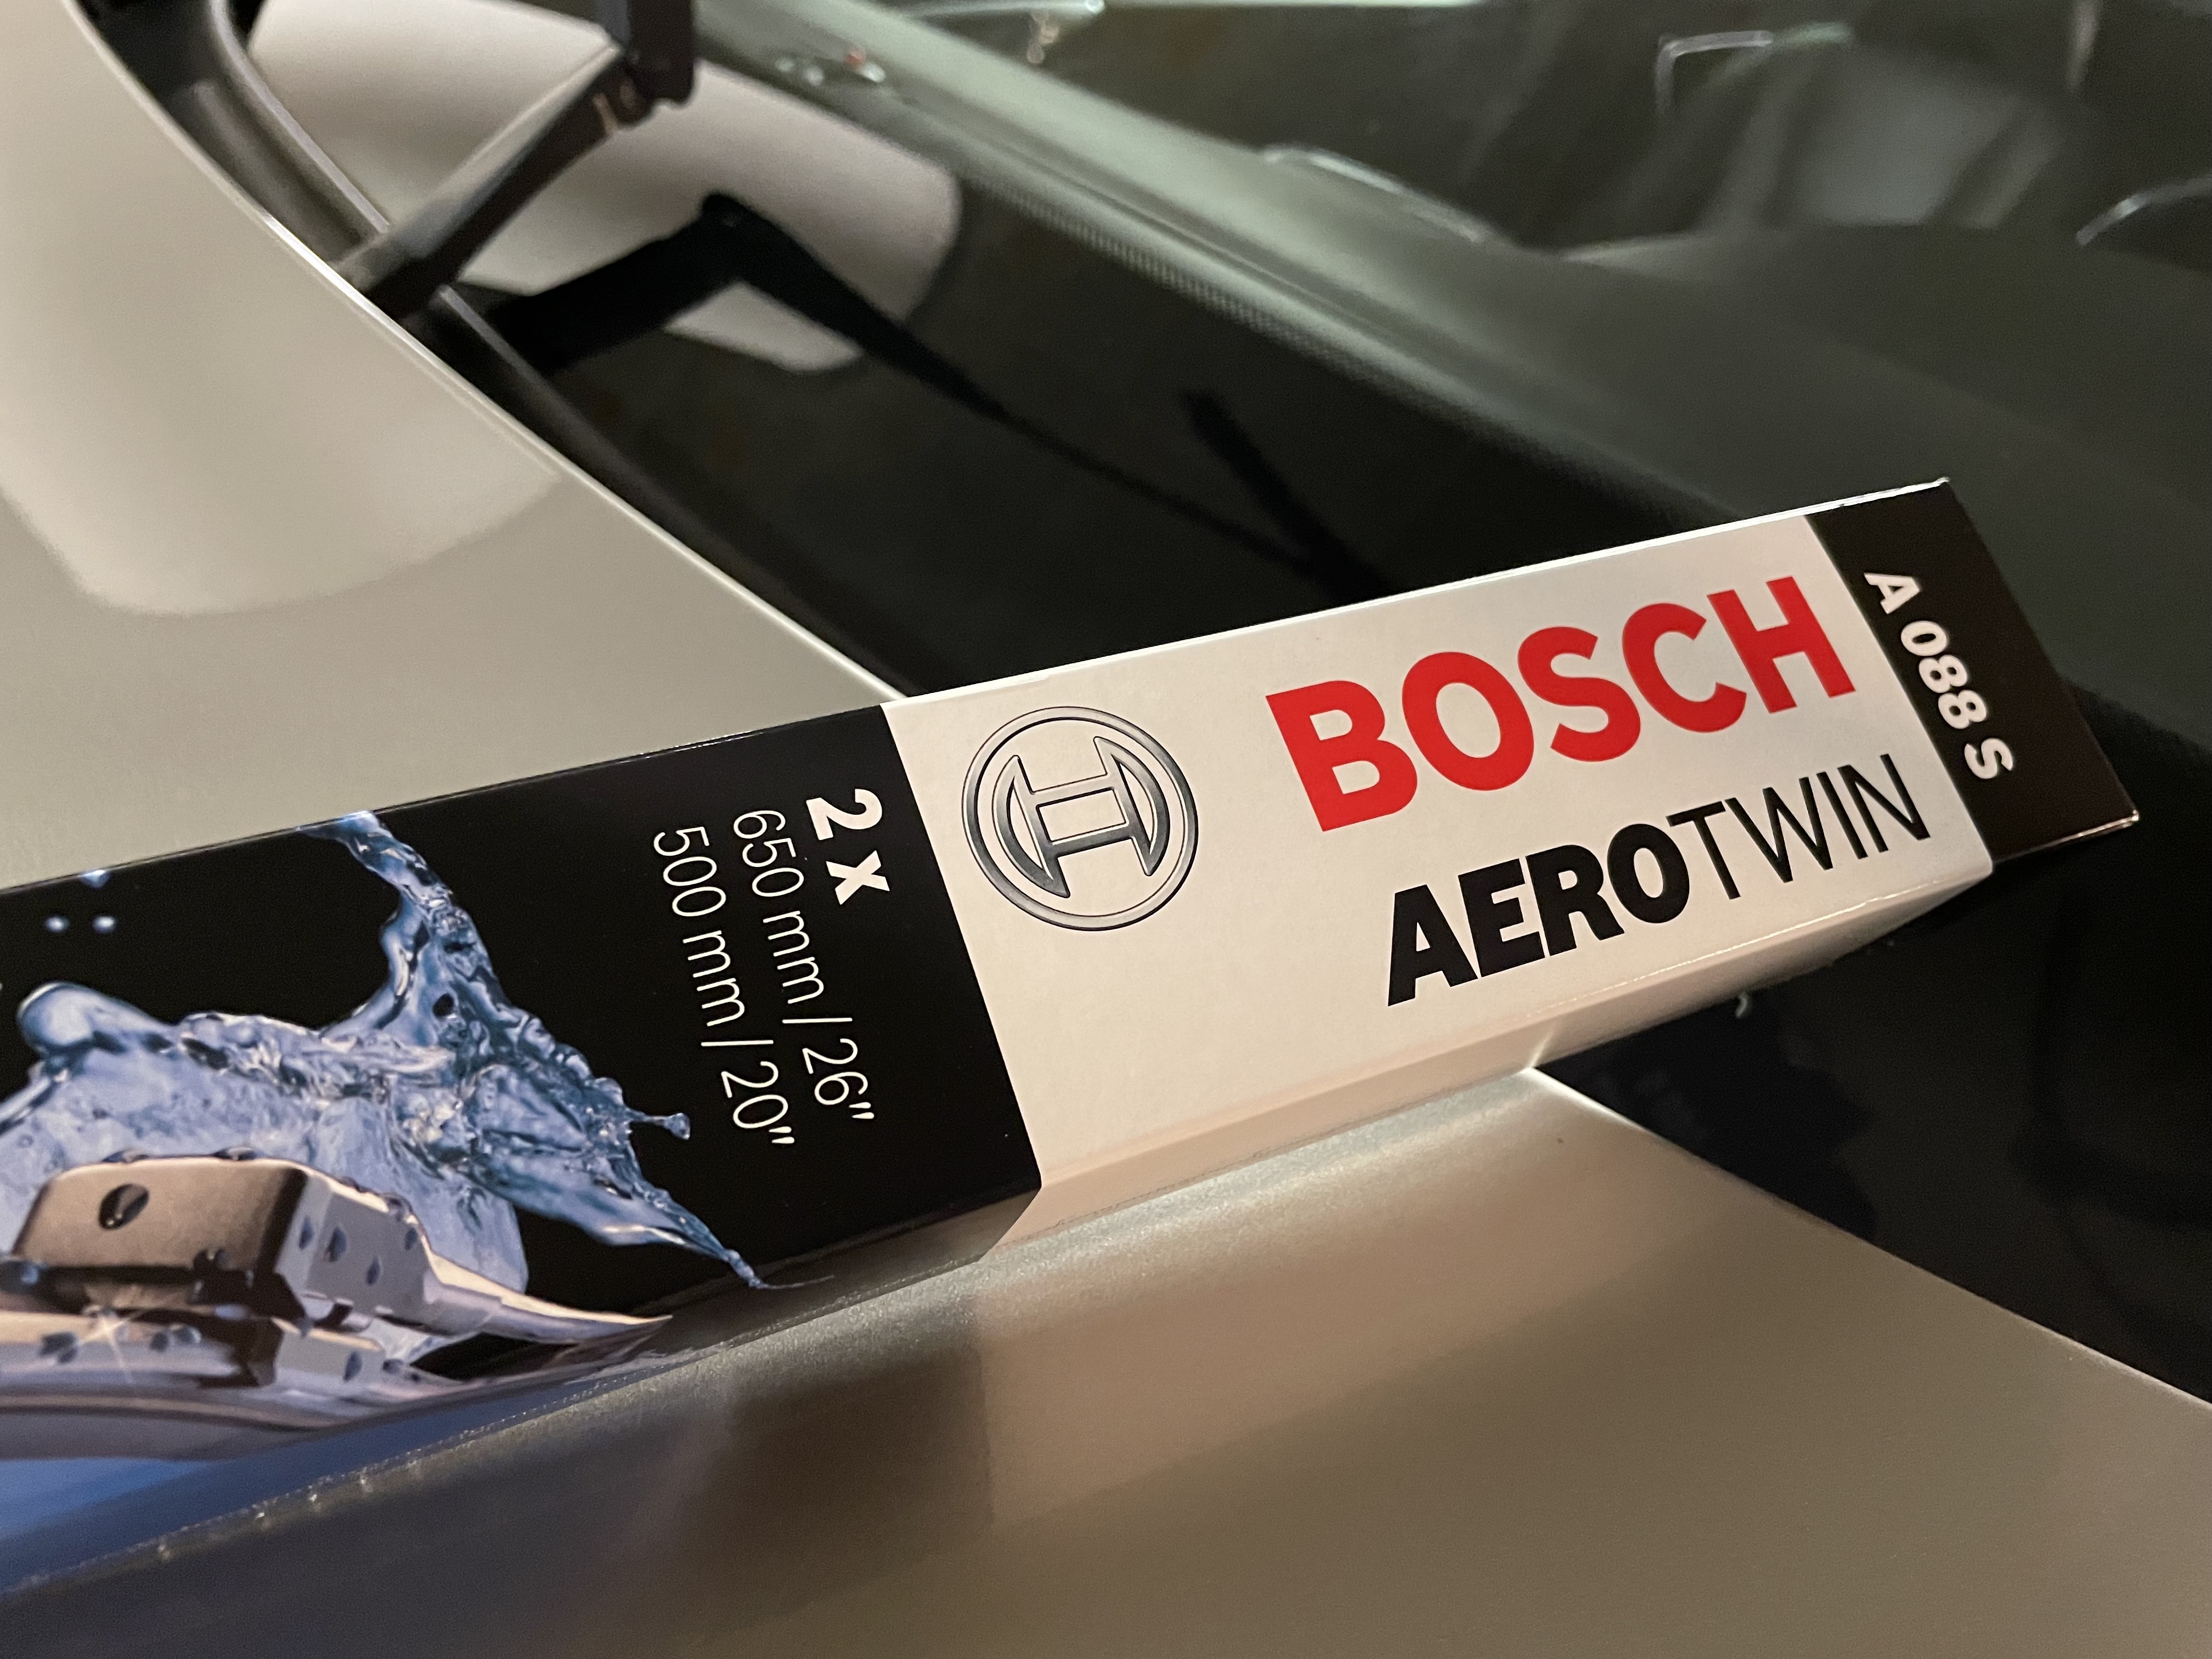 BOSCH
AEROTWIN
A 088 S
2 x
650 mm / 26"
500 mm / 20"